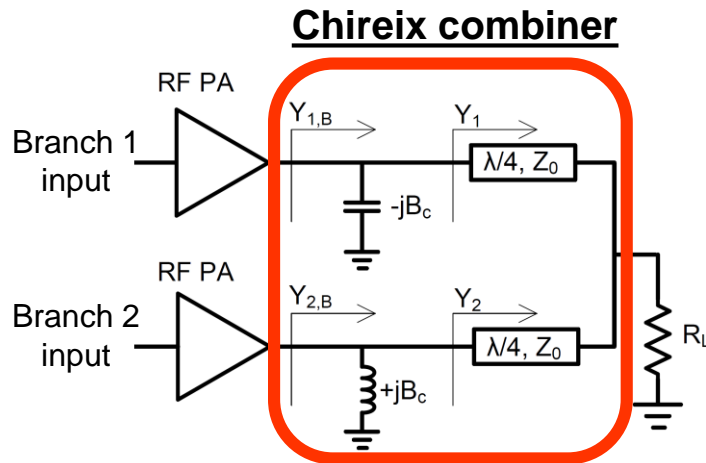 Chireix combiner
RF PA
Branch 1
input
Y1,B
Y1
λ/4, Z0
-jBc
RF PA
Branch 2
input
Y2,B
Y2
λ/4, Z0
+jBc
RL